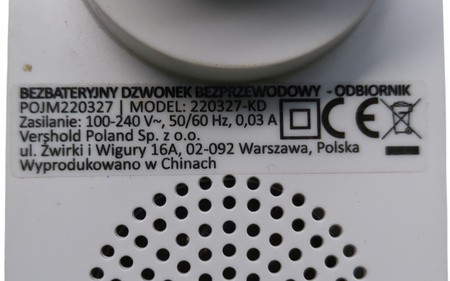 BEZBATERYJNY DZWONEK BEZPRZEWODOWY - ODBIORNIK
POJM220327 | MODEL: 220327-KD
Zasilanie: 100-240 V~, 50/60 Hz, 0,03 A
Vershold Poland Sp. z o.o.
ul. Żwirki i Wigury 16A, 02-092 Warszawa, Polska
Wyprodukowano w Chinach
CE